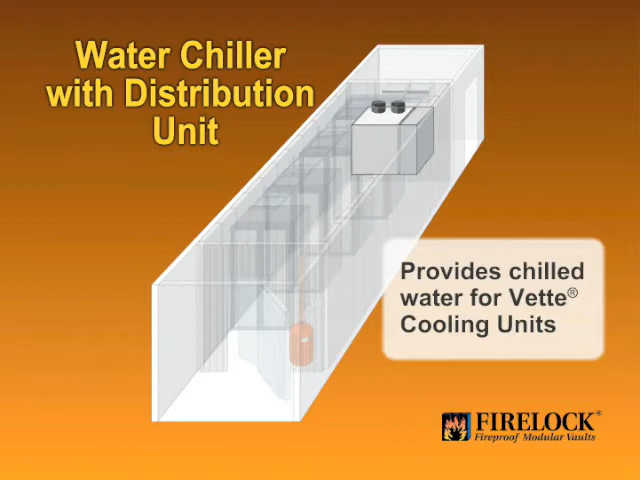 Water Chiller
with Distribution
Unit
Provides chilled
water for Vette®
Cooling Units
FIRELOCK®
Fireproof Modular Vaults